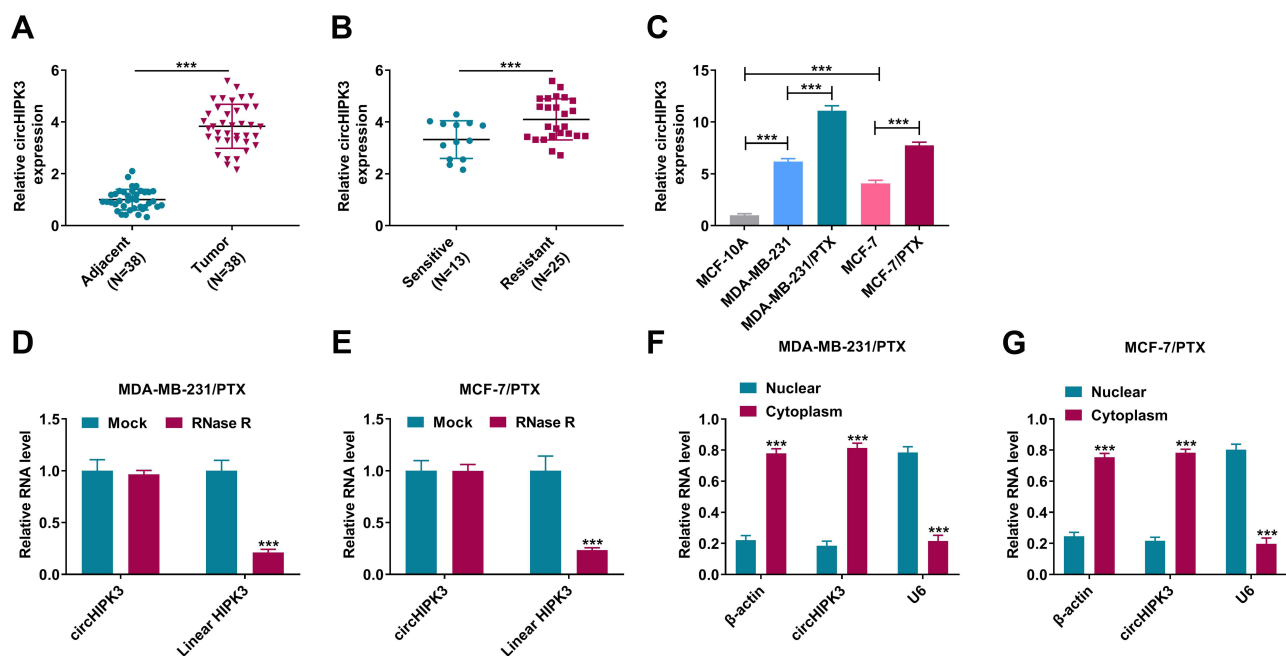 A
Relative circHIPK3
expression
6
4
2
0
***
Adjacent
(N=38)
Tumor
(N=38)
B
Relative circHIPK3
expression
6
4
2
0
***
Sensitive
(N=13)
Resistant
(N=25)
C
Relative circHIPK3
expression
15
10
5
0
***
***
***
***
MCF-10A
MDA-MB-231
MDA-MB-231/PTX
MCF-7
MCF-7/PTX
D
MDA-MB-231/PTX
Mock
RNase R
Relative RNA level
1.5
1.0
0.5
0.0
***
circHIPK3
Linear HIPK3
E
MCF-7/PTX
Mock
RNase R
Relative RNA level
1.5
1.0
0.5
0.0
***
circHIPK3
Linear HIPK3
F
MDA-MB-231/PTX
Nuclear
Cytoplasm
Relative RNA level
0.8
0.6
0.4
0.2
0.0
***
***
***
β-actin
circHIPK3
U6
G
MCF-7/PTX
Nuclear
Cytoplasm
Relative RNA level
0.8
0.6
0.4
0.2
0.0
***
***
***
β-actin
circHIPK3
U6